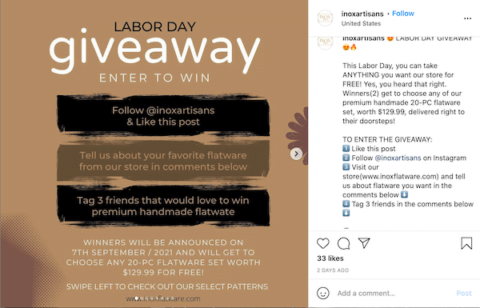 LABOR DAY
giveaway
ENTER TO WIN
Follow @inoxartisans
& Like this post
Tell us about your favorite flatware
from our store in comments below
Tag 3 friends that would love to win
premium handmade flatwate
WINNERS WILL BE ANNOUNCED ON
7TH SEPTEMBER / 2021 AND WILL GET TO
CHOOSE ANY 20-PC FLATWARE SET WORTH
$129.99 FOR FREE!
SWIPE LEFT TO CHECK OUT OUR SELECT PATTERNS
inoxartisans • Follow
United States
inoxartisans 🤩 LABOR DAY GIVEAWAY
🤩🔥
This Labor Day, you can take
ANYTHING you want our store for
FREE! Yes, you heard that right.
Winners(2) get to choose any of our
premium handmade 20-PC flatware
set, worth $129.99, delivered right to
their doorsteps!
TO ENTER THE GIVEAWAY:
1️⃣ Like this post
2️⃣ Follow @inoxartisans on Instagram
3️⃣ Visit our
store(www.inoxflatware.com) and tell
us about flatware you want in the
comments below ⬇️
4️⃣ Tag 3 friends in the comments below
⬇️
33 likes
2 DAYS AGO
Add a comment...
Post